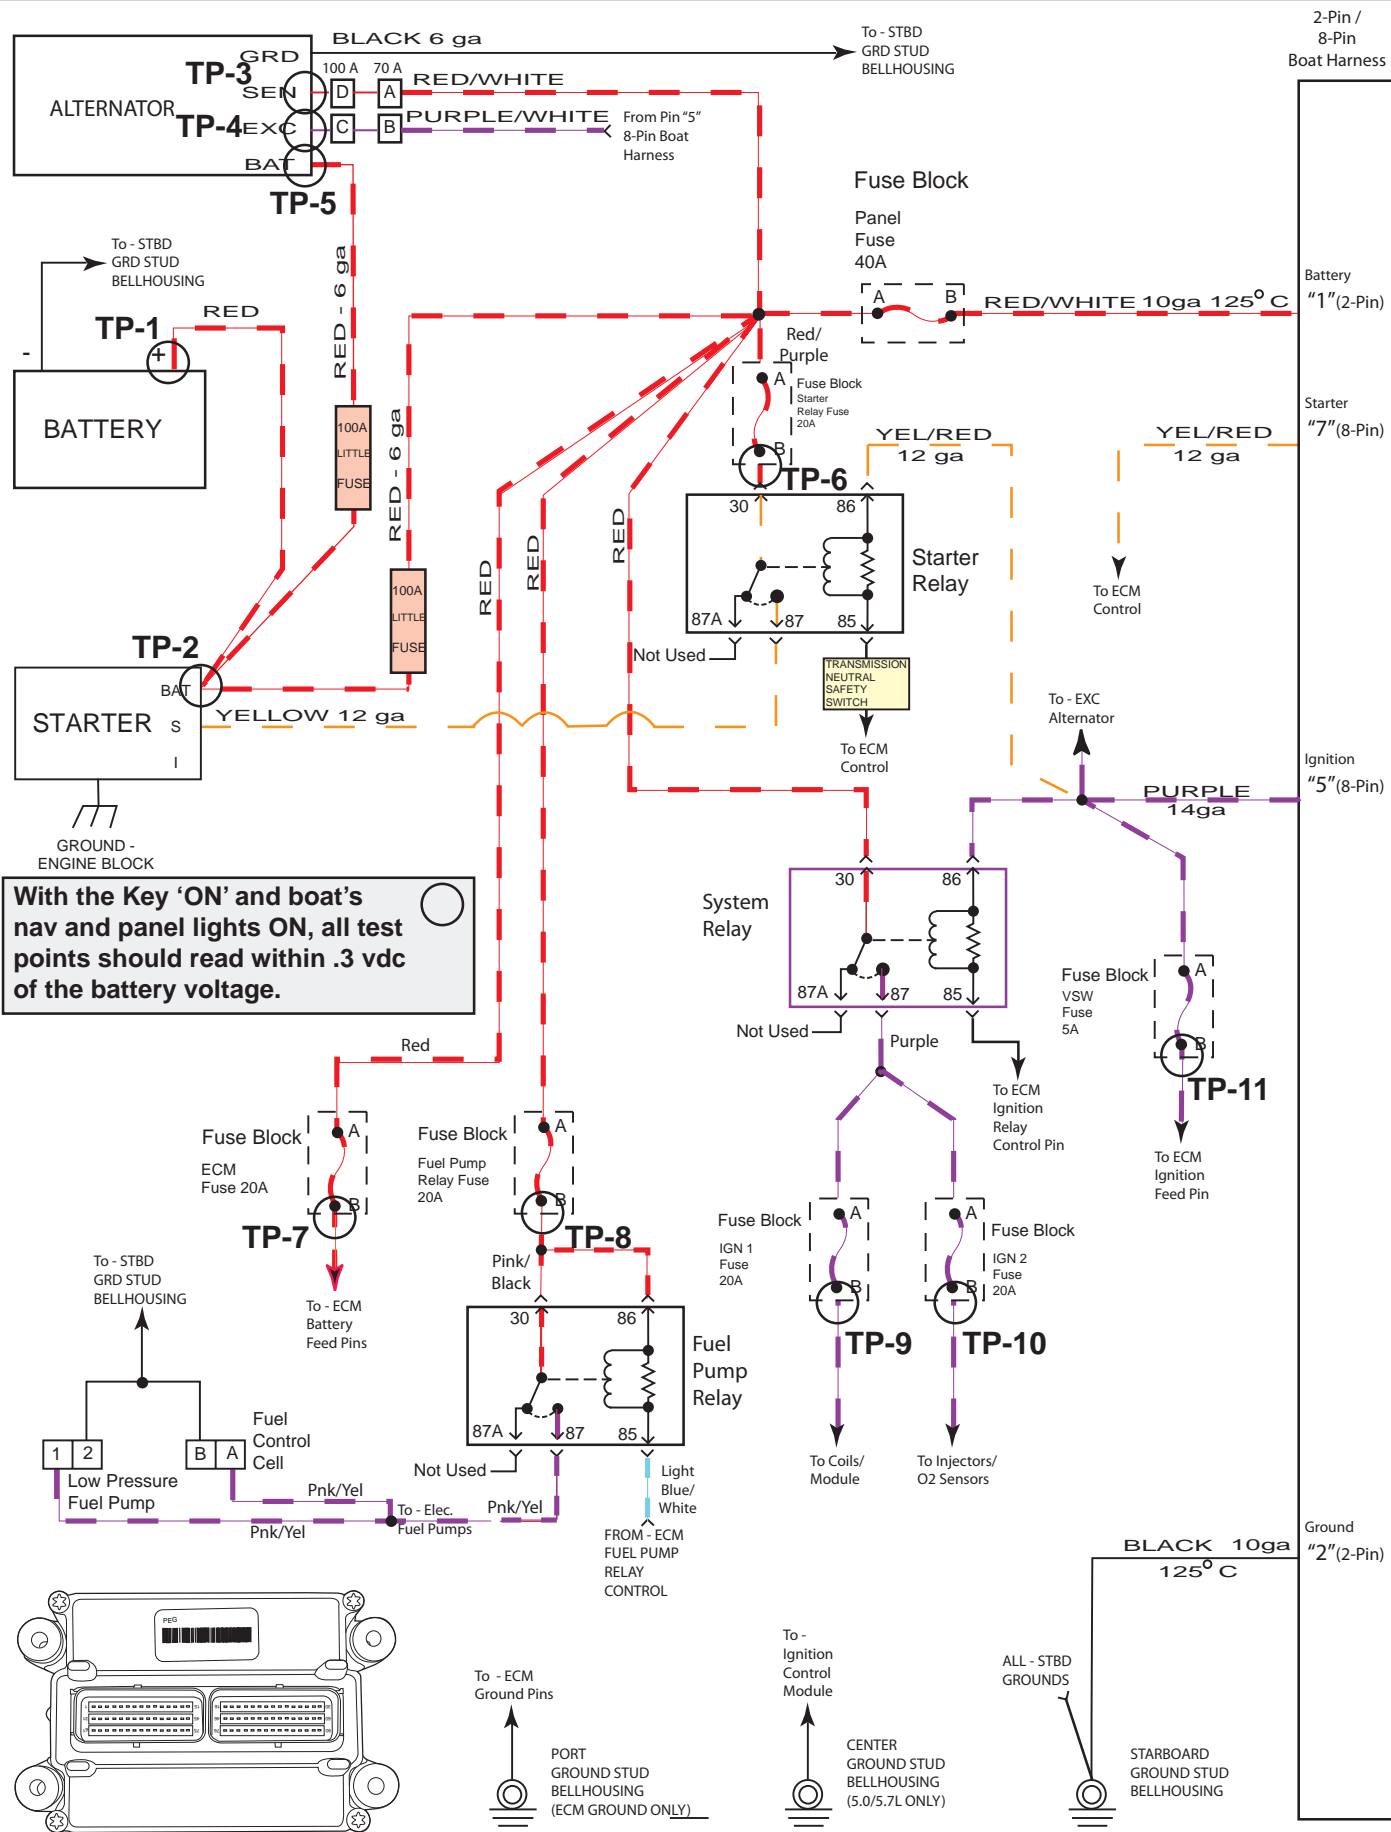 2-Pin /
8-Pin
Boat Harness
BLACK 6 ga
To - STBD
GRD STUD
BELLHOUSING
GRD
TP-3
SEN
100 A
70 A
D
A
RED/WHITE
ALTERNATOR
TP-4
EXC
C
B
PURPLE/WHITE
From Pin “5”
8-Pin Boat
Harness
BAT
TP-5
Fuse Block
Panel
Fuse
40A
A
B
RED/WHITE 10ga 125° C
Battery
“1”(2-Pin)
To - STBD
GRD STUD
BELLHOUSING
RED - 6 ga
TP-1
RED
-
+
BATTERY
Red/
Purple
A
Fuse Block
Starter
Relay Fuse
20A
B
TP-6
Starter
“7”(8-Pin)
YEL/RED
12 ga
YEL/RED
12 ga
100A
LITTLE
FUSE
RED - 6 ga
100A
LITTLE
FUSE
RED
RED
RED
30
86
Starter
Relay
87A
87
85
Not Used
To ECM
Control
TRANSMISSION
NEUTRAL
SAFETY
SWITCH
To ECM
Control
TP-2
BAT
STARTER
S
I
YELLOW 12 ga
GROUND -
ENGINE BLOCK
To - EXC
Alternator
Ignition
“5”(8-Pin)
PURPLE
14ga
With the Key ‘ON’ and boat’s
nav and panel lights ON, all test
points should read within .3 vdc
of the battery voltage.
System
Relay
30
86
87A
87
85
Not Used
Purple
To ECM
Ignition
Relay
Control Pin
Fuse Block
VSW
Fuse
5A
A
B
TP-11
To ECM
Ignition
Feed Pin
Red
Fuse Block
ECM
Fuse 20A
A
B
TP-7
To - ECM
Battery
Feed Pins
Fuse Block
Fuel Pump
Relay Fuse
20A
A
B
TP-8
Pink/
Black
Fuse Block
IGN 1
Fuse
20A
A
B
TP-9
To Coils/
Module
A
Fuse Block
IGN 2
Fuse
20A
B
TP-10
To Injectors/
O2 Sensors
30
86
Fuel
Pump
Relay
87A
87
85
Not Used
Light
Blue/
White
FROM - ECM
FUEL PUMP
RELAY
CONTROL
To - STBD
GRD STUD
BELLHOUSING
1
2
B
A
Fuel
Control
Cell
Low Pressure
Fuel Pump
Pnk/Yel
Pnk/Yel
To - Elec.
Fuel Pumps
Pnk/Yel
Ground
“2”(2-Pin)
BLACK 10ga
125° C
PEG
To - ECM
Ground Pins
PORT
GROUND STUD
BELLHOUSING
(ECM GROUND ONLY)
To -
Ignition
Control
Module
CENTER
GROUND STUD
BELLHOUSING
(5.0/5.7L ONLY)
ALL - STBD
GROUNDS
STARBOARD
GROUND STUD
BELLHOUSING